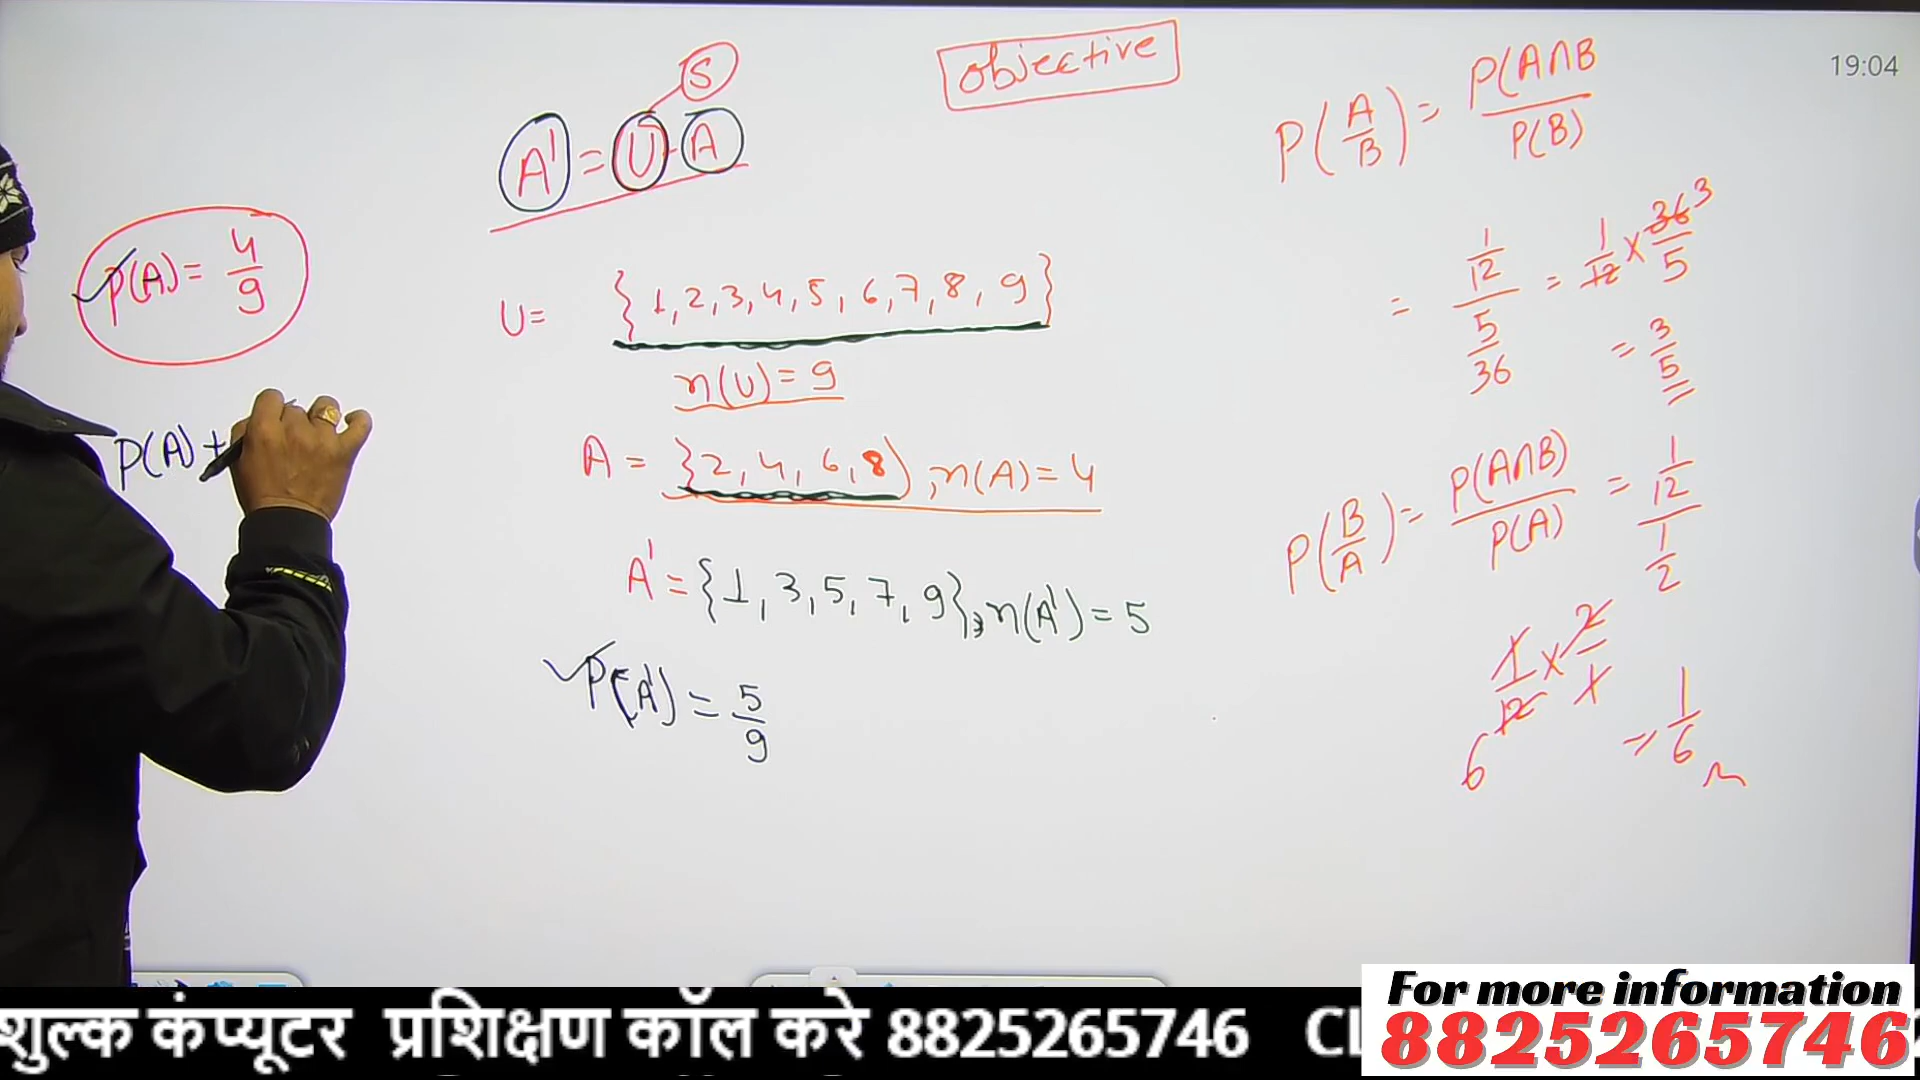 objective
19:04
S
A' = U - A
P(A) = 4/9
U = {1, 2, 3, 4, 5, 6, 7, 8, 9}
n(U) = 9
P(A) +
A = {2, 4, 6, 8), n(A) = 4
A' = {1, 3, 5, 7, 9}, n(A') = 5
P(A') = 5/9
P(A/B) = P(A∩B / P(B)
= 1/12 / 5/36 = 1/12 × 36/5 3
= 3/5
P(B/A) = P(A∩B) / P(A) = 1/12 / 1/2
1/12 × 2/1
6
= 1/6
शुल्क कंप्यूटर प्रशिक्षण कॉल करे 8825265746 CL
For more information
8825265746